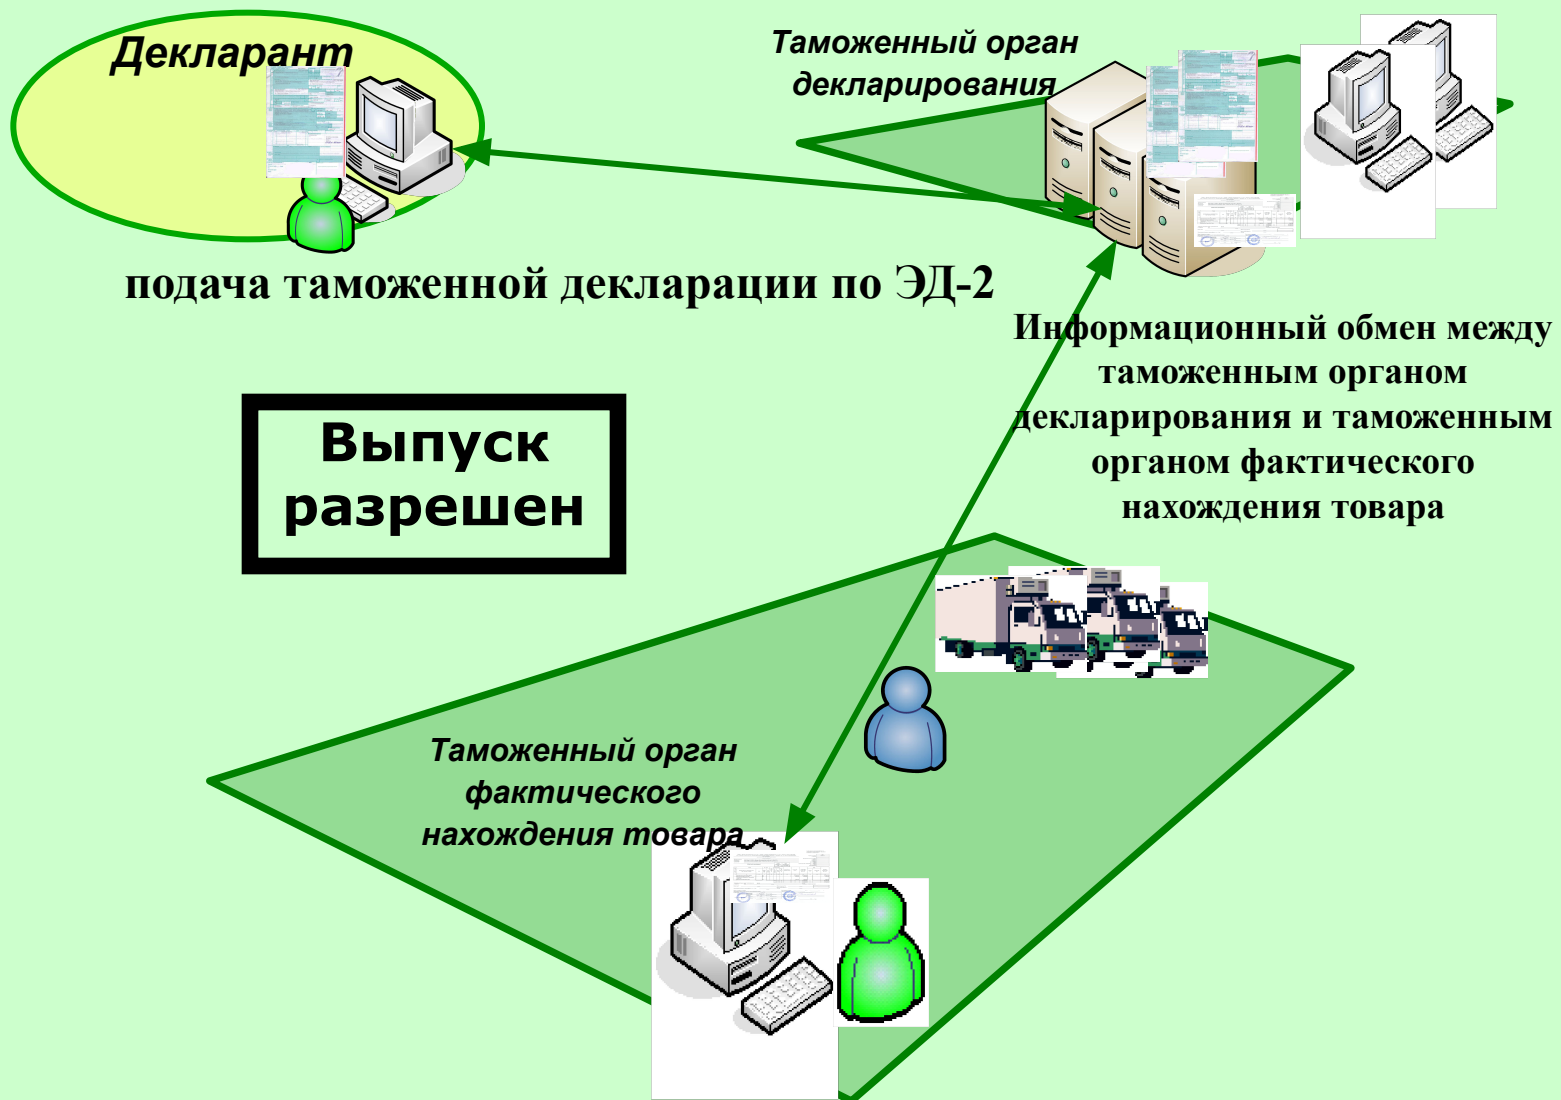 Декларант
Таможенный орган
декларирования
подача таможенной декларации по ЭД-2
Информационный обмен между
таможенным органом
декларирования и таможенным
органом фактического
нахождения товара
Выпуск
разрешен
Таможенный орган
фактического
нахождения товара